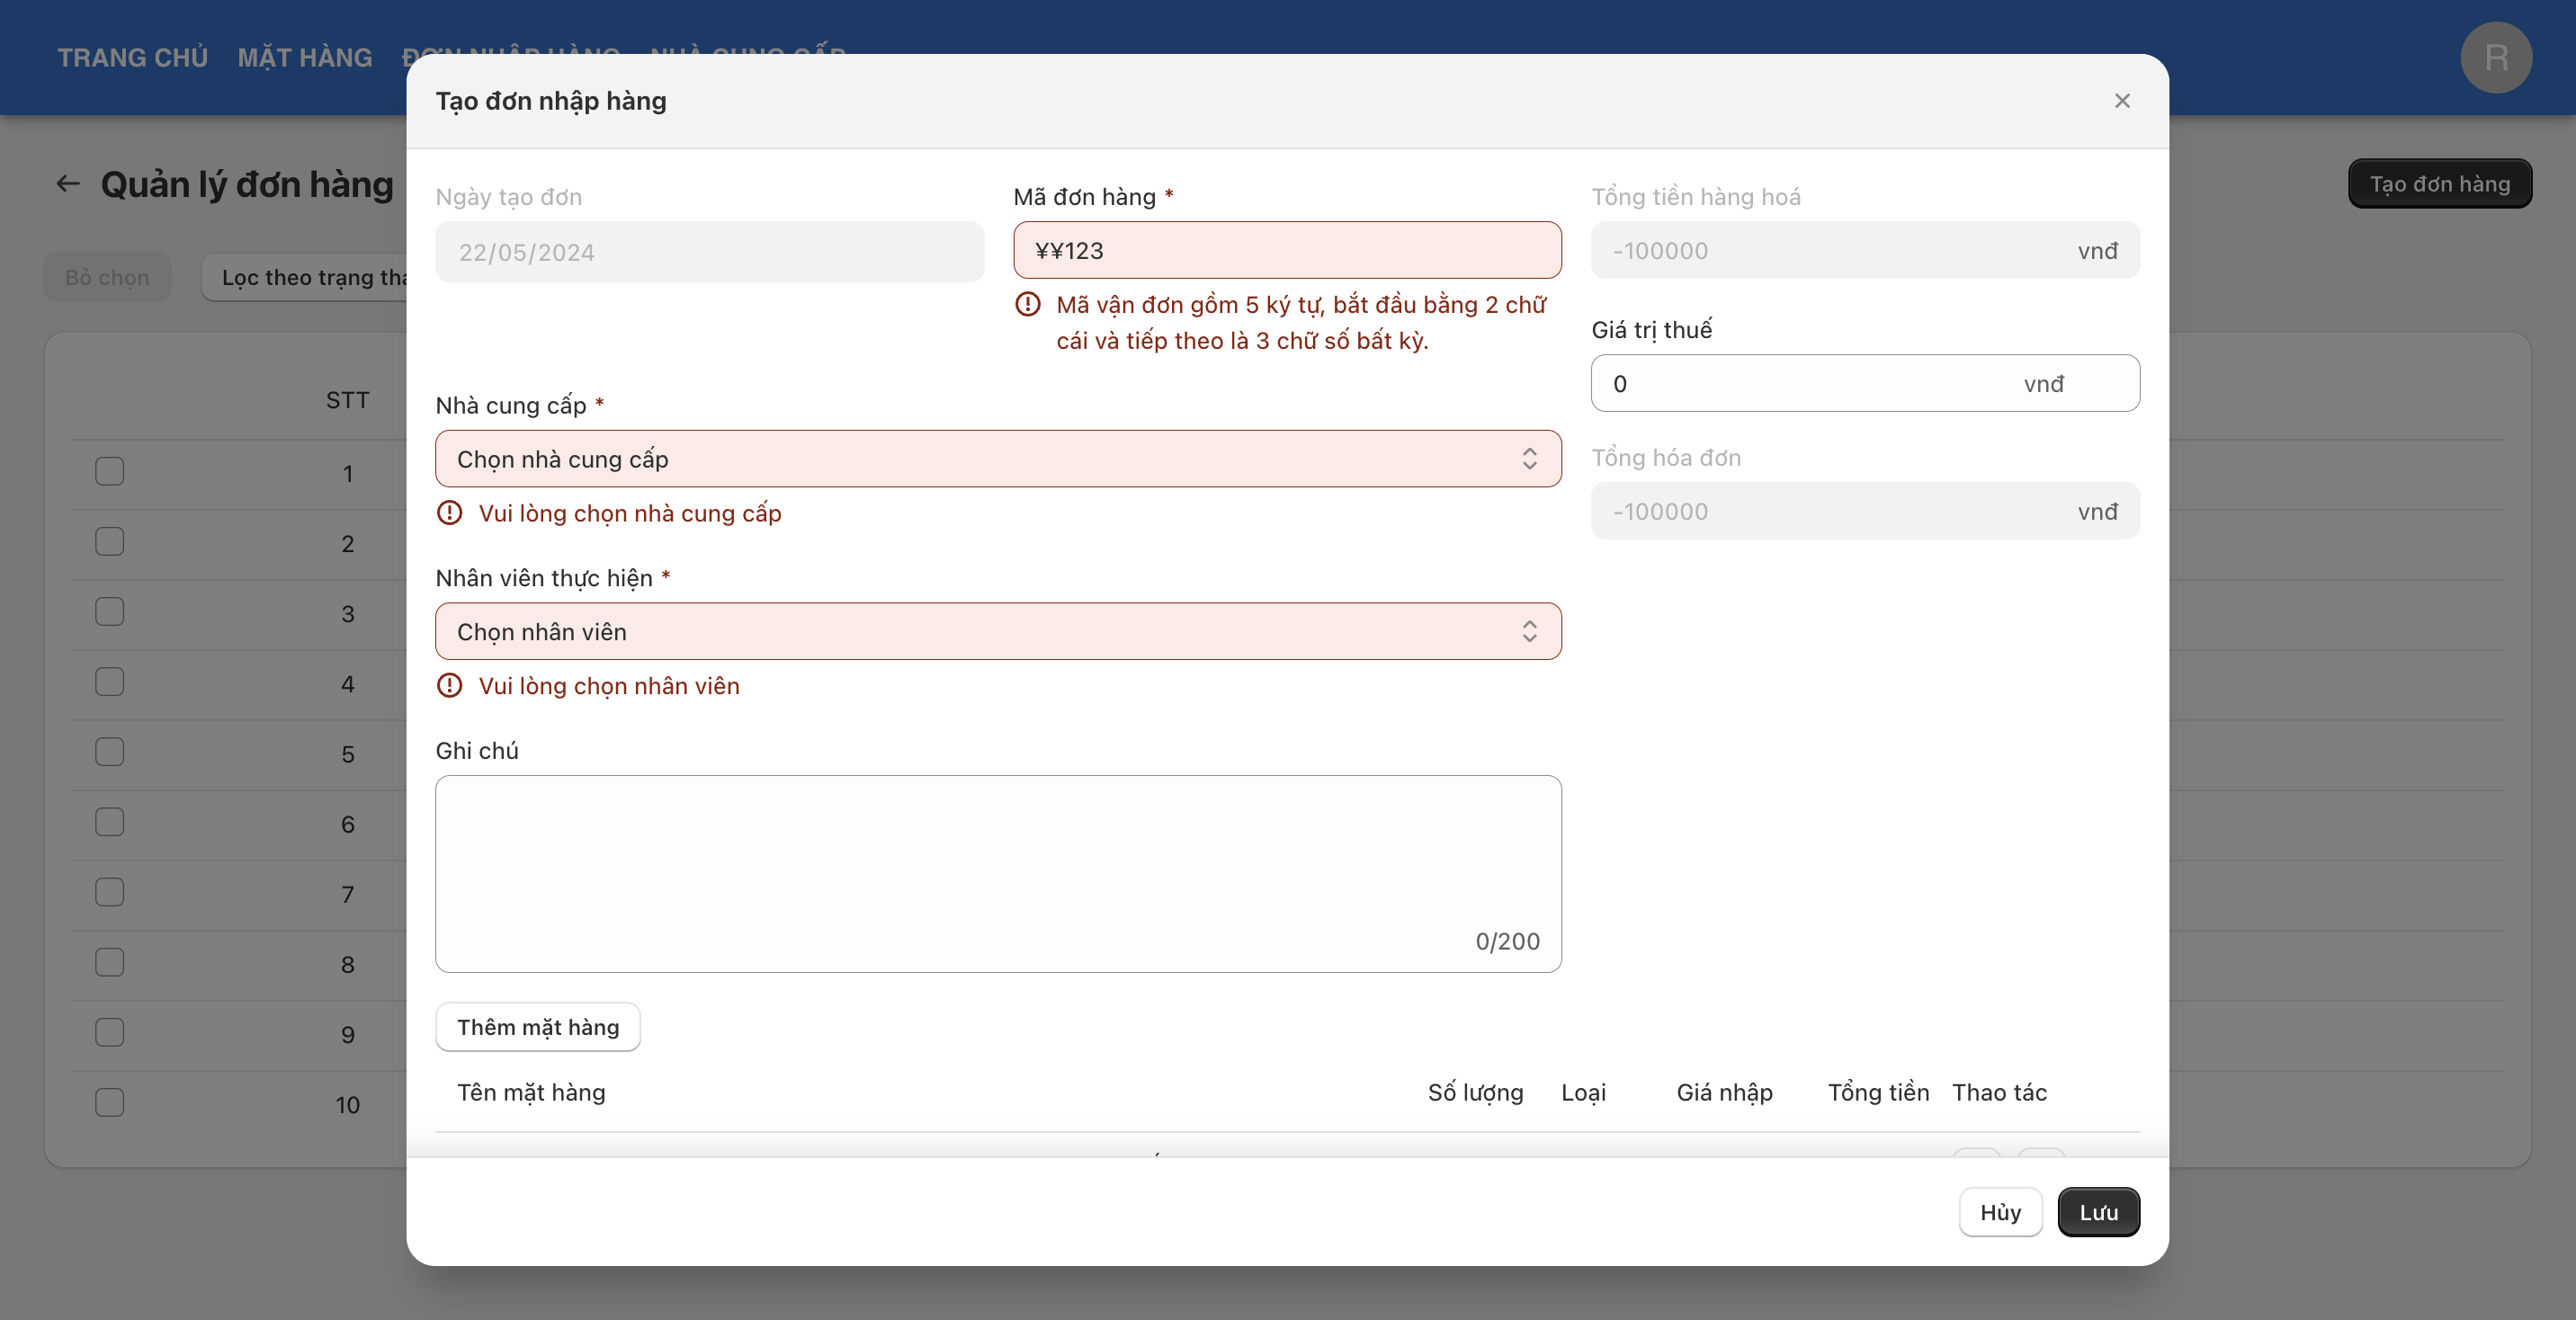 TRANG CHỦ MẶT HÀNG ĐƠN NHẬP HÀNG NHÀ CUNG CẤP
R
Tạo đơn nhập hàng
Quản lý đơn hàng
Tạo đơn hàng
Bỏ chọn
Lọc theo trạng thá
Ngày tạo đơn
22/05/2024
Mã đơn hàng *
¥¥123
Mã vận đơn gồm 5 ký tự, bắt đầu bằng 2 chữ
cái và tiếp theo là 3 chữ số bất kỳ.
Tổng tiền hàng hoá
-100000 vnđ
Giá trị thuế
0 vnđ
Tổng hóa đơn
-100000 vnđ
Nhà cung cấp *
Chọn nhà cung cấp
Vui lòng chọn nhà cung cấp
Nhân viên thực hiện *
Chọn nhân viên
Vui lòng chọn nhân viên
Ghi chú
0/200
Thêm mặt hàng
Tên mặt hàng Số lượng Loại Giá nhập Tổng tiền Thao tác
Hủy Lưu
STT
1
2
3
4
5
6
7
8
9
10